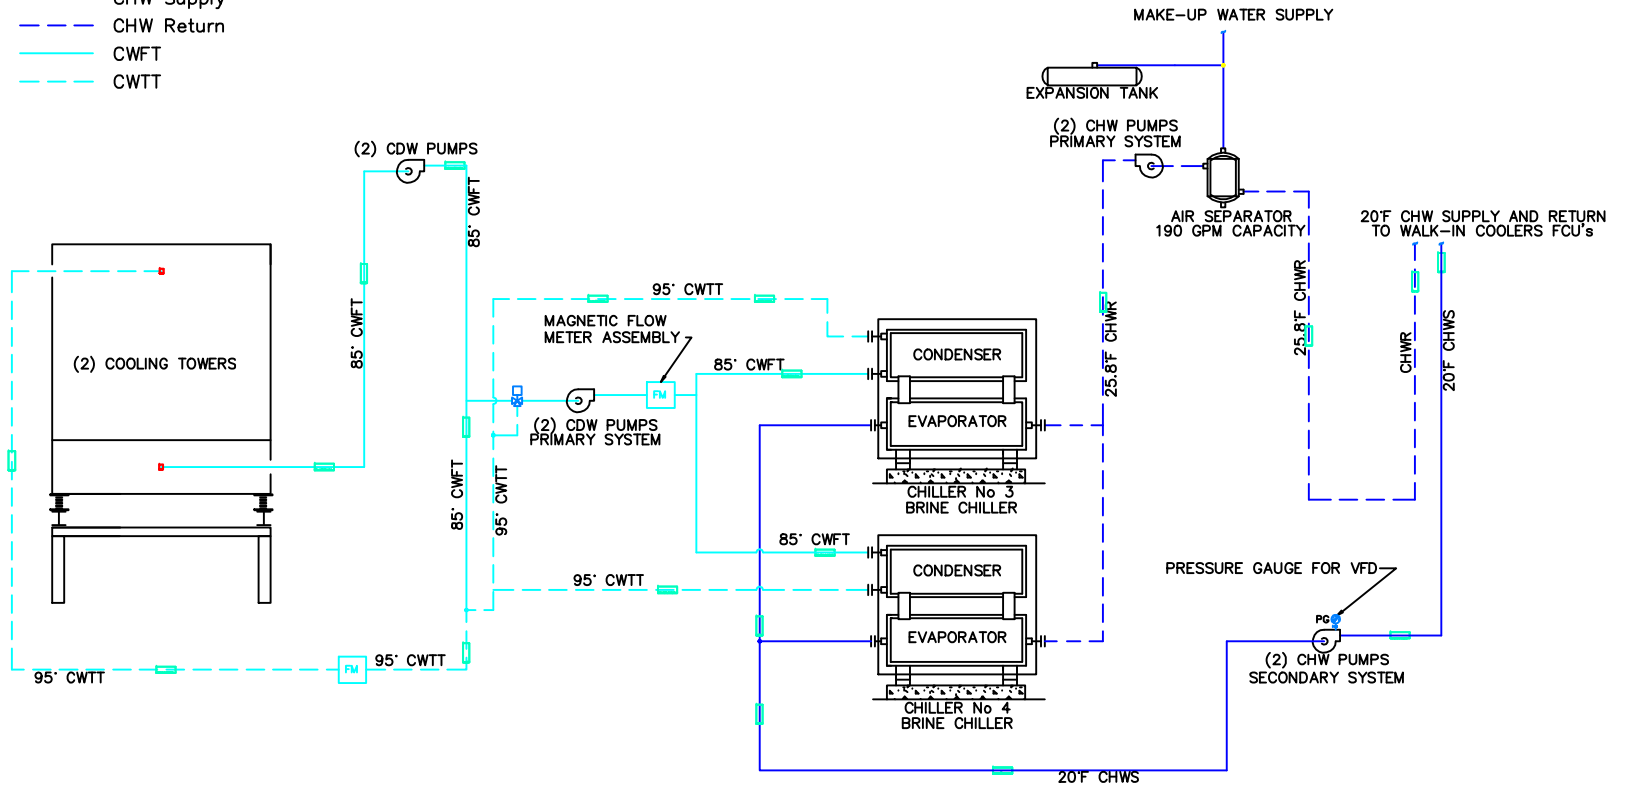 CHW Supply
CHW Return
CWFT
CWTT
MAKE-UP WATER SUPPLY
EXPANSION TANK
(2) CHW PUMPS
PRIMARY SYSTEM
AIR SEPARATOR
190 GPM CAPACITY
20°F CHW SUPPLY AND RETURN
TO WALK-IN COOLERS FCU's
(2) CDW PUMPS
85° CWFT
85° CWFT
(2) COOLING TOWERS
95° CWTT
MAGNETIC FLOW
METER ASSEMBLY
FM
85° CWFT
(2) CDW PUMPS
PRIMARY SYSTEM
85° CWFT
95° CWTT
CONDENSER
EVAPORATOR
CHILLER No 3
BRINE CHILLER
25.8°F CHWR
25.8°F CHWR
CHWR
20°F CHWS
85° CWFT
95° CWTT
CONDENSER
EVAPORATOR
CHILLER No 4
BRINE CHILLER
PRESSURE GAUGE FOR VFD
PG
(2) CHW PUMPS
SECONDARY SYSTEM
95° CWTT
FM
95° CWTT
20°F CHWS